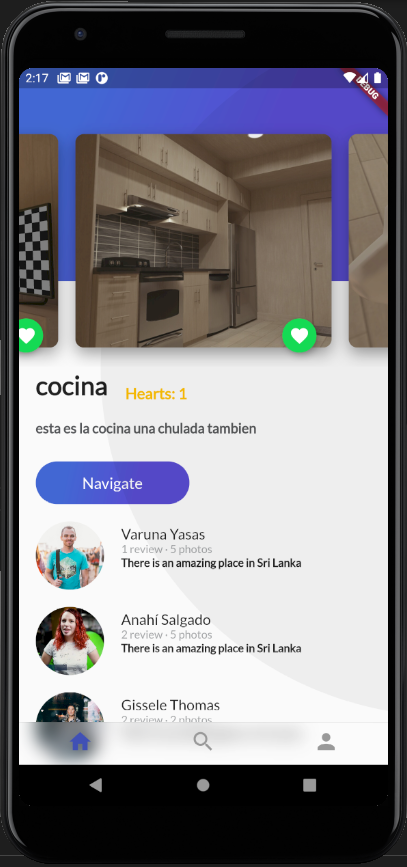 2:17
DEBUG
cocina
Hearts: 1
esta es la cocina una chulada tambien
Navigate
Varuna Yasas
1 review · 5 photos
There is an amazing place in Sri Lanka
Anahí Salgado
2 review · 5 photos
There is an amazing place in Sri Lanka
Gissele Thomas
2 review · 2 photos